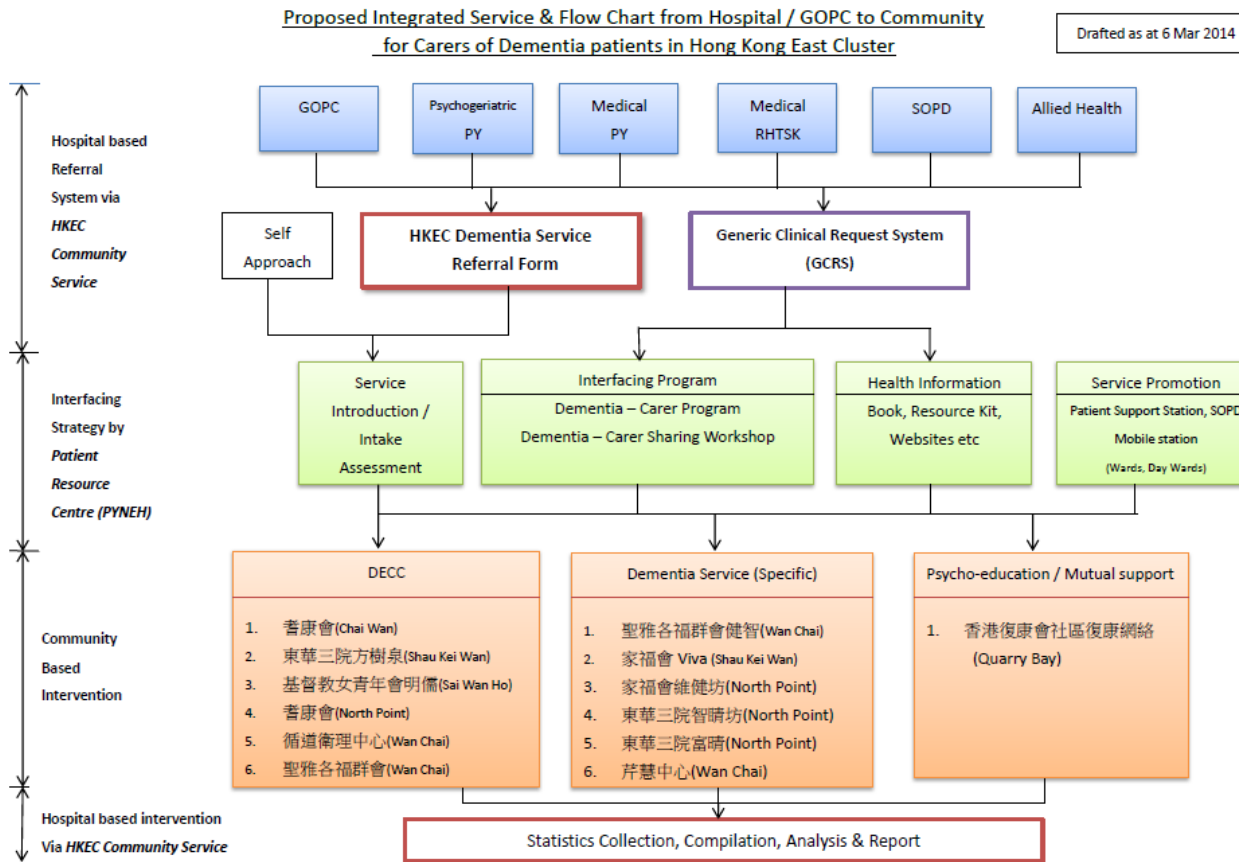 Proposed Integrated Service & Flow Chart from Hospital / GOPC to Community
for Carers of Dementia patients in Hong Kong East Cluster
Drafted as at 6 Mar 2014
Hospital based
Referral
System via
HKEC
Community
Service
GOPC
Psychogeriatric
PY
Medical
PY
Medical
RHTSK
SOPD
Allied Health
Self
Approach
HKEC Dementia Service
Referral Form
Generic Clinical Request System
(GCRS)
Interfacing
Strategy by
Patient
Resource
Centre (PYNEH)
Service
Introduction /
Intake
Assessment
Interfacing Program
Dementia – Carer Program
Dementia – Carer Sharing Workshop
Health Information
Book, Resource Kit,
Websites etc
Service Promotion
Patient Support Station, SOPD
Mobile station
(Wards, Day Wards)
Community
Based
Intervention
DECC
1. 耆康會(Chai Wan)
2. 東華三院方樹泉(Shau Kei Wan)
3. 基督教女青年會明儒(Sai Wan Ho)
4. 耆康會(North Point)
5. 循道衛理中心(Wan Chai)
6. 聖雅各福群會(Wan Chai)
Dementia Service (Specific)
1. 聖雅各福群會健智(Wan Chai)
2. 家福會 Viva (Shau Kei Wan)
3. 家福會維健坊(North Point)
4. 東華三院智晴坊(North Point)
5. 東華三院富晴(North Point)
6. 芹慧中心(Wan Chai)
Psycho-education / Mutual support
1. 香港復康會社區復康網絡
(Quarry Bay)
Hospital based intervention
Via HKEC Community Service
Statistics Collection, Compilation, Analysis & Report